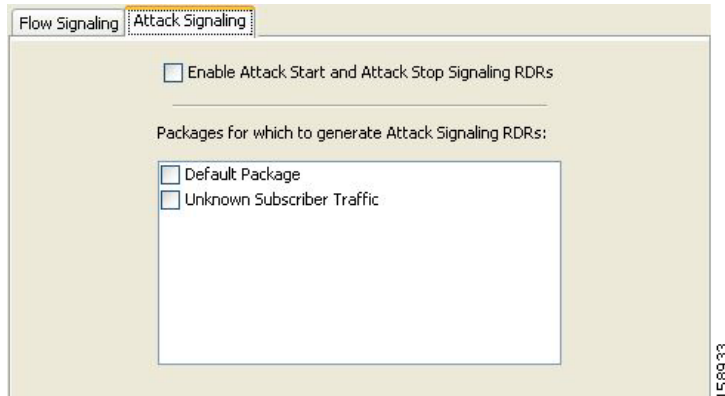 Flow Signaling Attack Signaling
Enable Attack Start and Attack Stop Signaling RDRs
Packages for which to generate Attack Signaling RDRs:
Default Package
Unknown Subscriber Traffic
158933